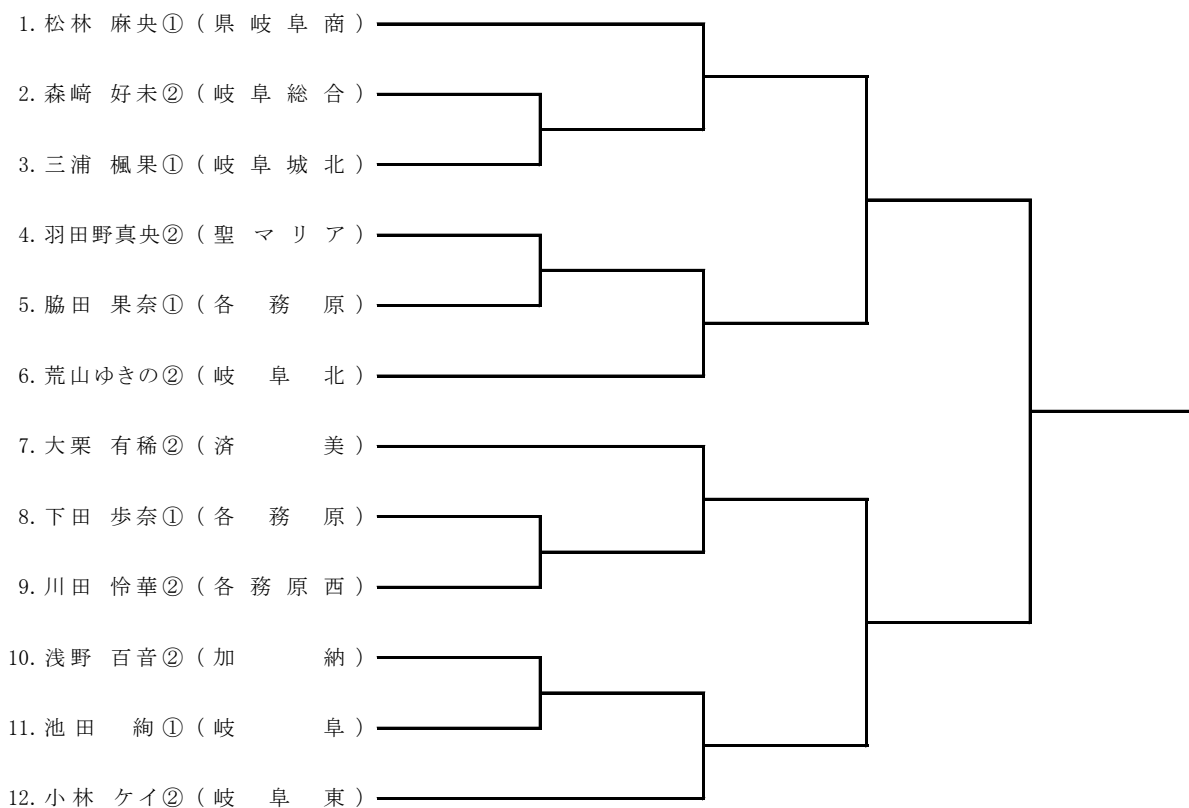 1. 松林 麻央① (県岐阜商)
2. 森﨑 好未② (岐阜総合)
3. 三浦 楓果① (岐阜城北)
4. 羽田野真央② (聖マリア)
5. 脇田 果奈① (各務原)
6. 荒山ゆきの② (岐阜北)
7. 大栗 有稀② (済美)
8. 下田 歩奈① (各務原)
9. 川田 怜華② (各務原西)
10. 浅野 百音② (加納)
11. 池田 絢① (岐阜)
12. 小林 ケイ② (岐阜東)